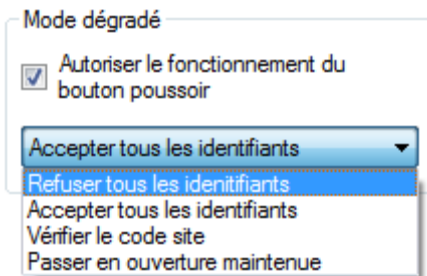 Mode dégradé
Autoriser le fonctionnement du
bouton poussoir
Accepter tous les identifiants
Refuser tous les idenitifiants
Accepter tous les identifiants
Vérifier le code site
Passer en ouverture maintenue